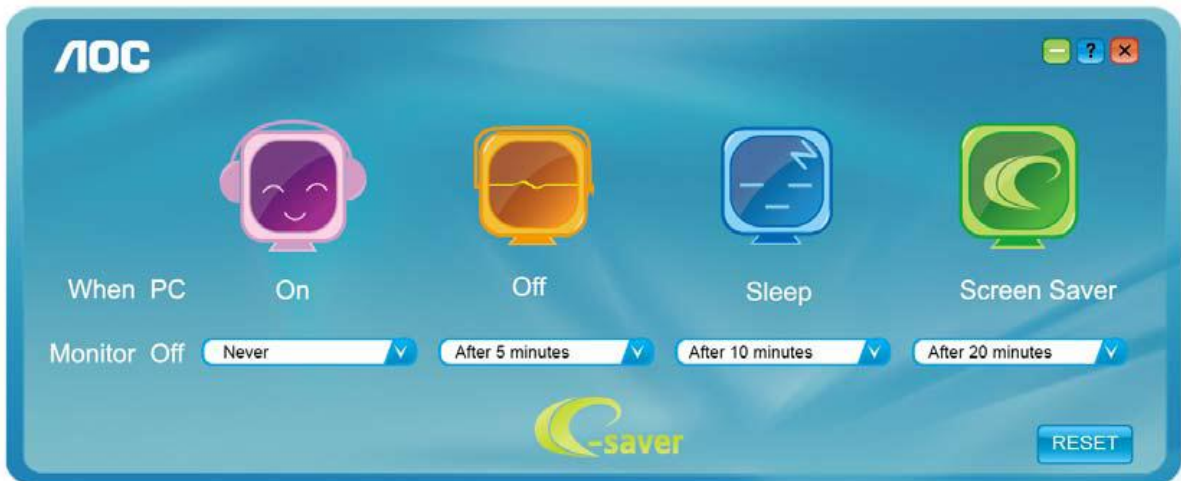 AOC
?
When PC On Off Sleep Screen Saver
Monitor Off Never After 5 minutes After 10 minutes After 20 minutes
e-saver
RESET